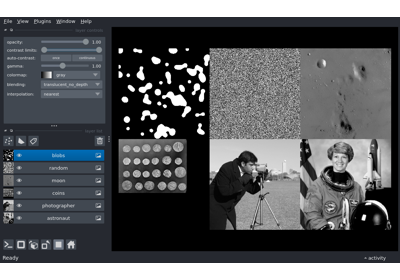 File View Plugins Window Help
opacity: 1.00
contrast limits:
auto-contrast: once continuous
gamma: 1.00
colormap: gray
blending: translucent_no_depth
interpolation: nearest
blobs
random
moon
coins
photographer
astronaut
Ready
activity